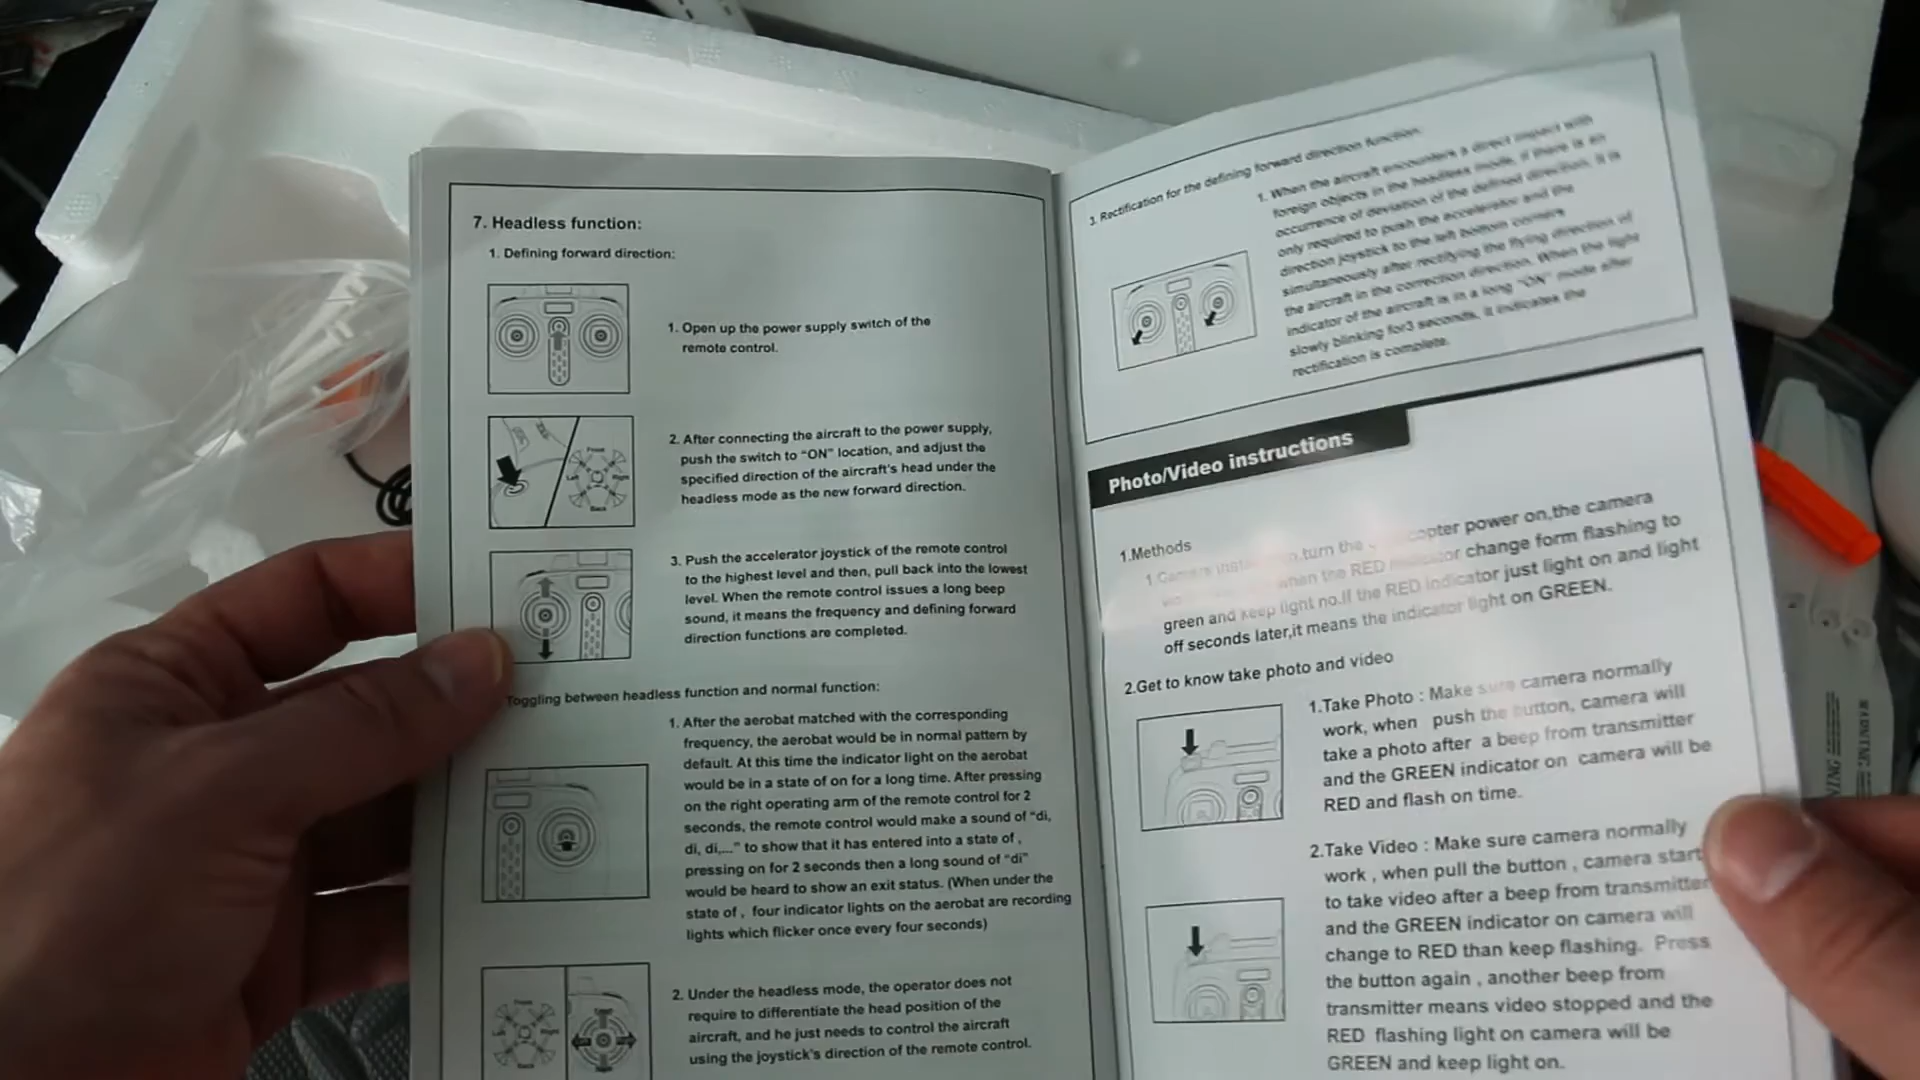 7. Headless function:
1. Defining forward direction:
1. Open up the power supply switch of the
remote control.
2. After connecting the aircraft to the power supply,
push the switch to “ON” location, and adjust the
specified direction of the aircraft's head under the
headless mode as the new forward direction.
Front
Left
Right
Back
3. Push the accelerator joystick of the remote control
to the highest level and then, pull back into the lowest
level. When the remote control issues a long beep
sound, it means the frequency and defining forward
direction functions are completed.
Toggling between headless function and normal function:
1. After the aerobat matched with the corresponding
frequency, the aerobat would be in normal pattern by
default. At this time the indicator light on the aerobat
would be in a state of on for a long time. After pressing
on the right operating arm of the remote control for 2
seconds, the remote control would make a sound of “di,
di, di,...” to show that it has entered into a state of ,
pressing on for 2 seconds then a long sound of “di”
would be heard to show an exit status. (When under the
state of , four indicator lights on the aerobat are recording
lights which flicker once every four seconds)
2. Under the headless mode, the operator does not
require to differentiate the head position of the
aircraft, and he just needs to control the aircraft
using the joystick's direction of the remote control.
Front
Left
Right
Back
3. Rectification for the defining forward direction function:
1. When the aircraft encounters a direct impact with
foreign objects in the headless mode, if there is an
occurrence of deviation of the defined direction, it is
only required to push the accelerator and the
direction joystick to the left bottom corners
simultaneously after rectifying the flying direction of
the aircraft in the correction direction. When the light
indicator of the aircraft is in a long “ON” mode after
slowly blinking for3 seconds, it indicates the
rectification is complete.
Photo/Video instructions
1.Methods
1.Camera turn the copter power on,the camera
when the RED indicator change form flashing to
green and keep light no.If the RED indicator just light on and light
off seconds later,it means the indicator light on GREEN.
2.Get to know take photo and video
1.Take Photo : Make sure camera normally
work, when push the button, camera will
take a photo after a beep from transmitter
and the GREEN indicator on camera will be
RED and flash on time.
2.Take Video : Make sure camera normally
work , when pull the button , camera start
to take video after a beep from transmitter
and the GREEN indicator on camera will
change to RED than keep flashing. Press
the button again , another beep from
transmitter means video stopped and the
RED flashing light on camera will be
GREEN and keep light on.
WARNING